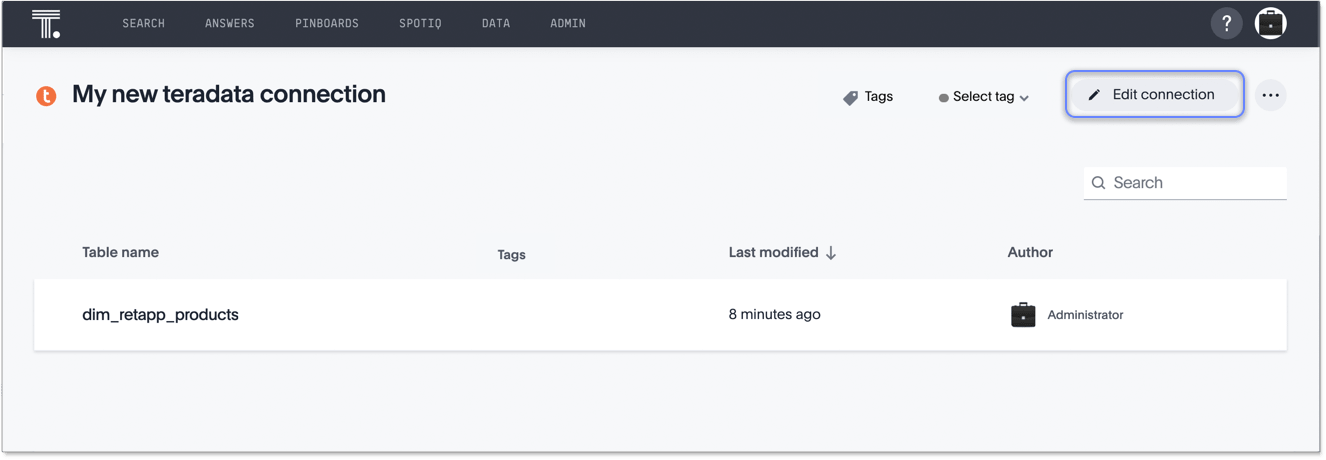 SEARCH ANSWERS PINBOARDS SPOTIQ DATA ADMIN ?
t My new teradata connection Tags Select tag Edit connection ...
Search
Table name Tags Last modified ↓ Author
dim_retapp_products 8 minutes ago Administrator